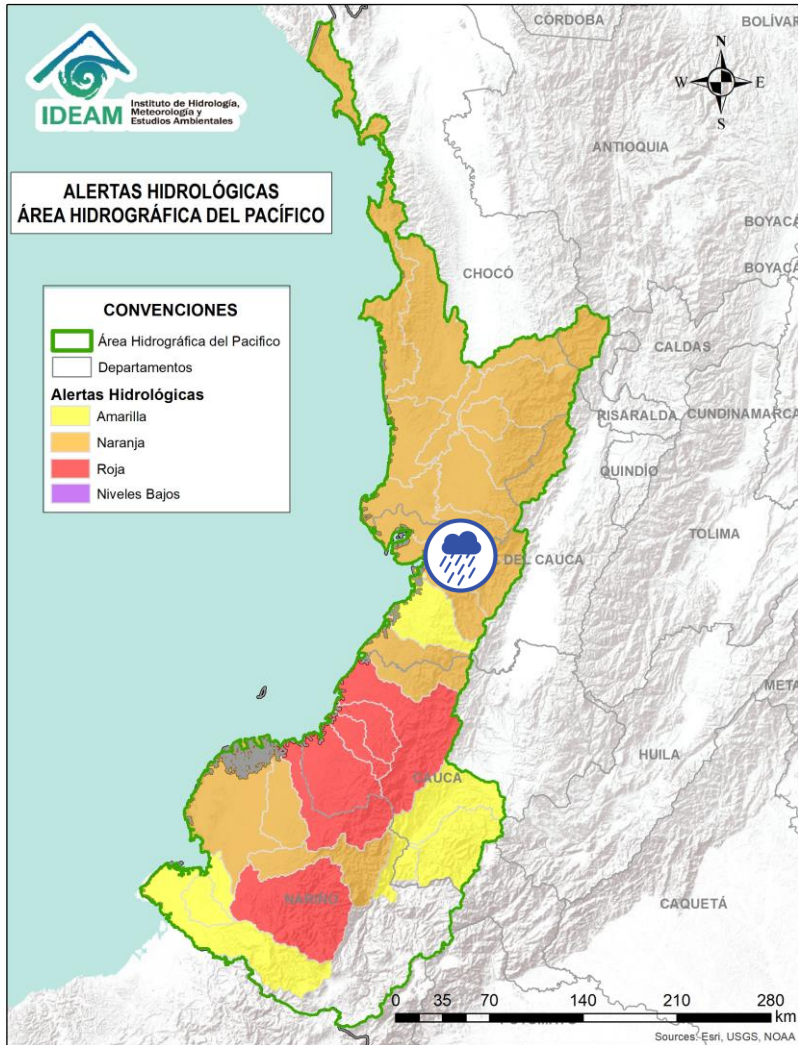 CÓRDOBA
BOLÍVAR
N
W
E
S
IDEAM
Instituto de Hidrología,
Meteorología y
Estudios Ambientales
ANTIOQUIA
ALERTAS HIDROLÓGICAS
ÁREA HIDROGRÁFICA DEL PACÍFICO
BOYACÁ
CHOCÓ
BOYACÁ
CONVENCIONES
Área Hidrográfica del Pacifico
Departamentos
Alertas Hidrológicas
Amarilla
Naranja
Roja
Niveles Bajos
CALDAS
RISARALDA
CUNDINAMARCA
QUINDÍO
TOLIMA
DEL CAUCA
META
HUILA
CAUCA
NARIÑO
CAQUETÁ
0 35 70 140 210 280
km
Sources: Esri, USGS, NOAA